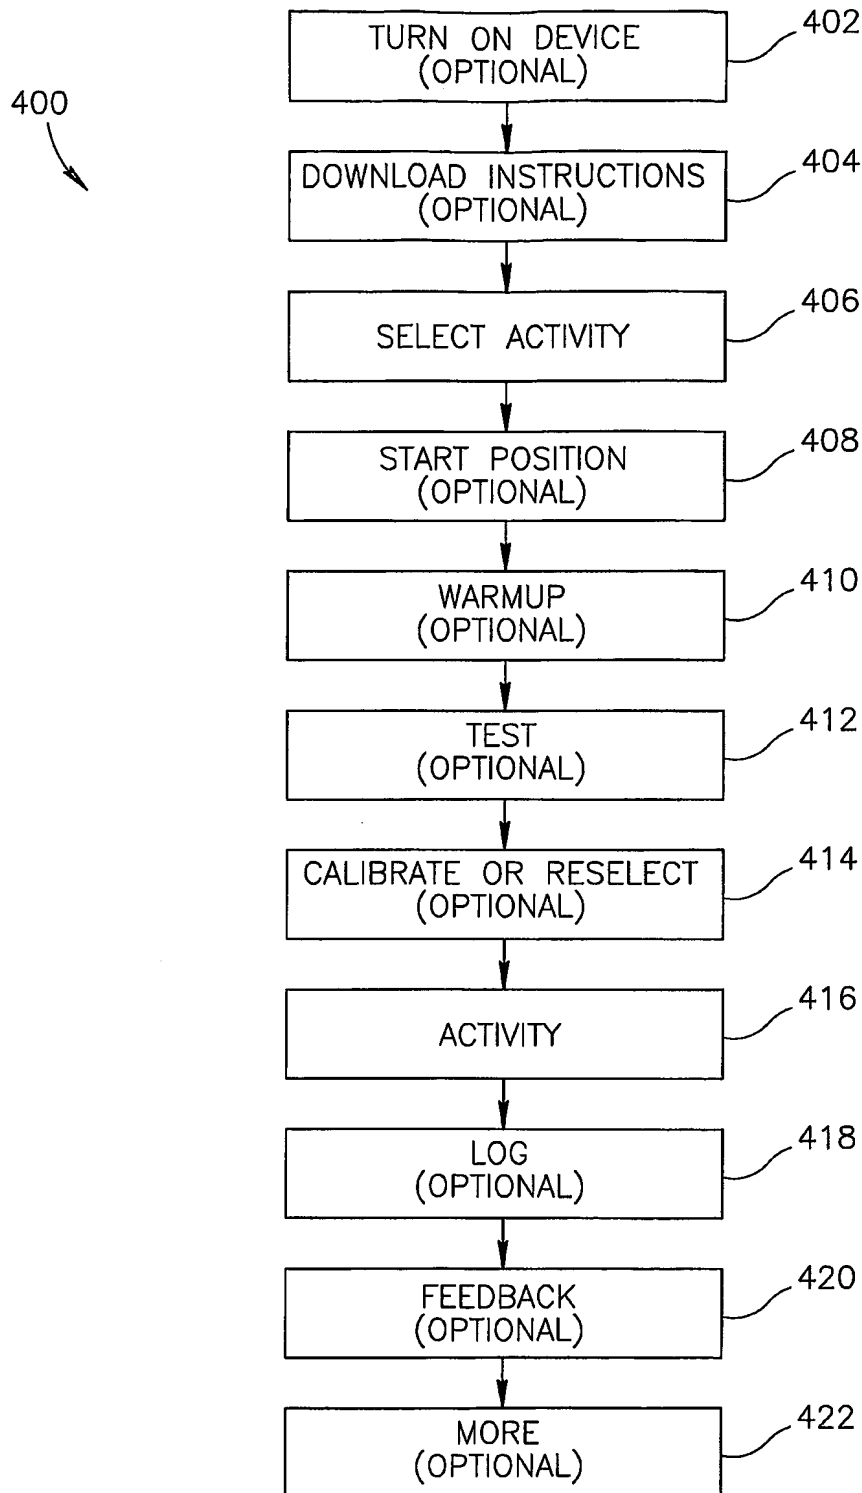 400
TURN ON DEVICE
(OPTIONAL)
402
DOWNLOAD INSTRUCTIONS
(OPTIONAL)
404
SELECT ACTIVITY
406
START POSITION
(OPTIONAL)
408
WARMUP
(OPTIONAL)
410
TEST
(OPTIONAL)
412
CALIBRATE OR RESELECT
(OPTIONAL)
414
ACTIVITY
416
LOG
(OPTIONAL)
418
FEEDBACK
(OPTIONAL)
420
MORE
(OPTIONAL)
422